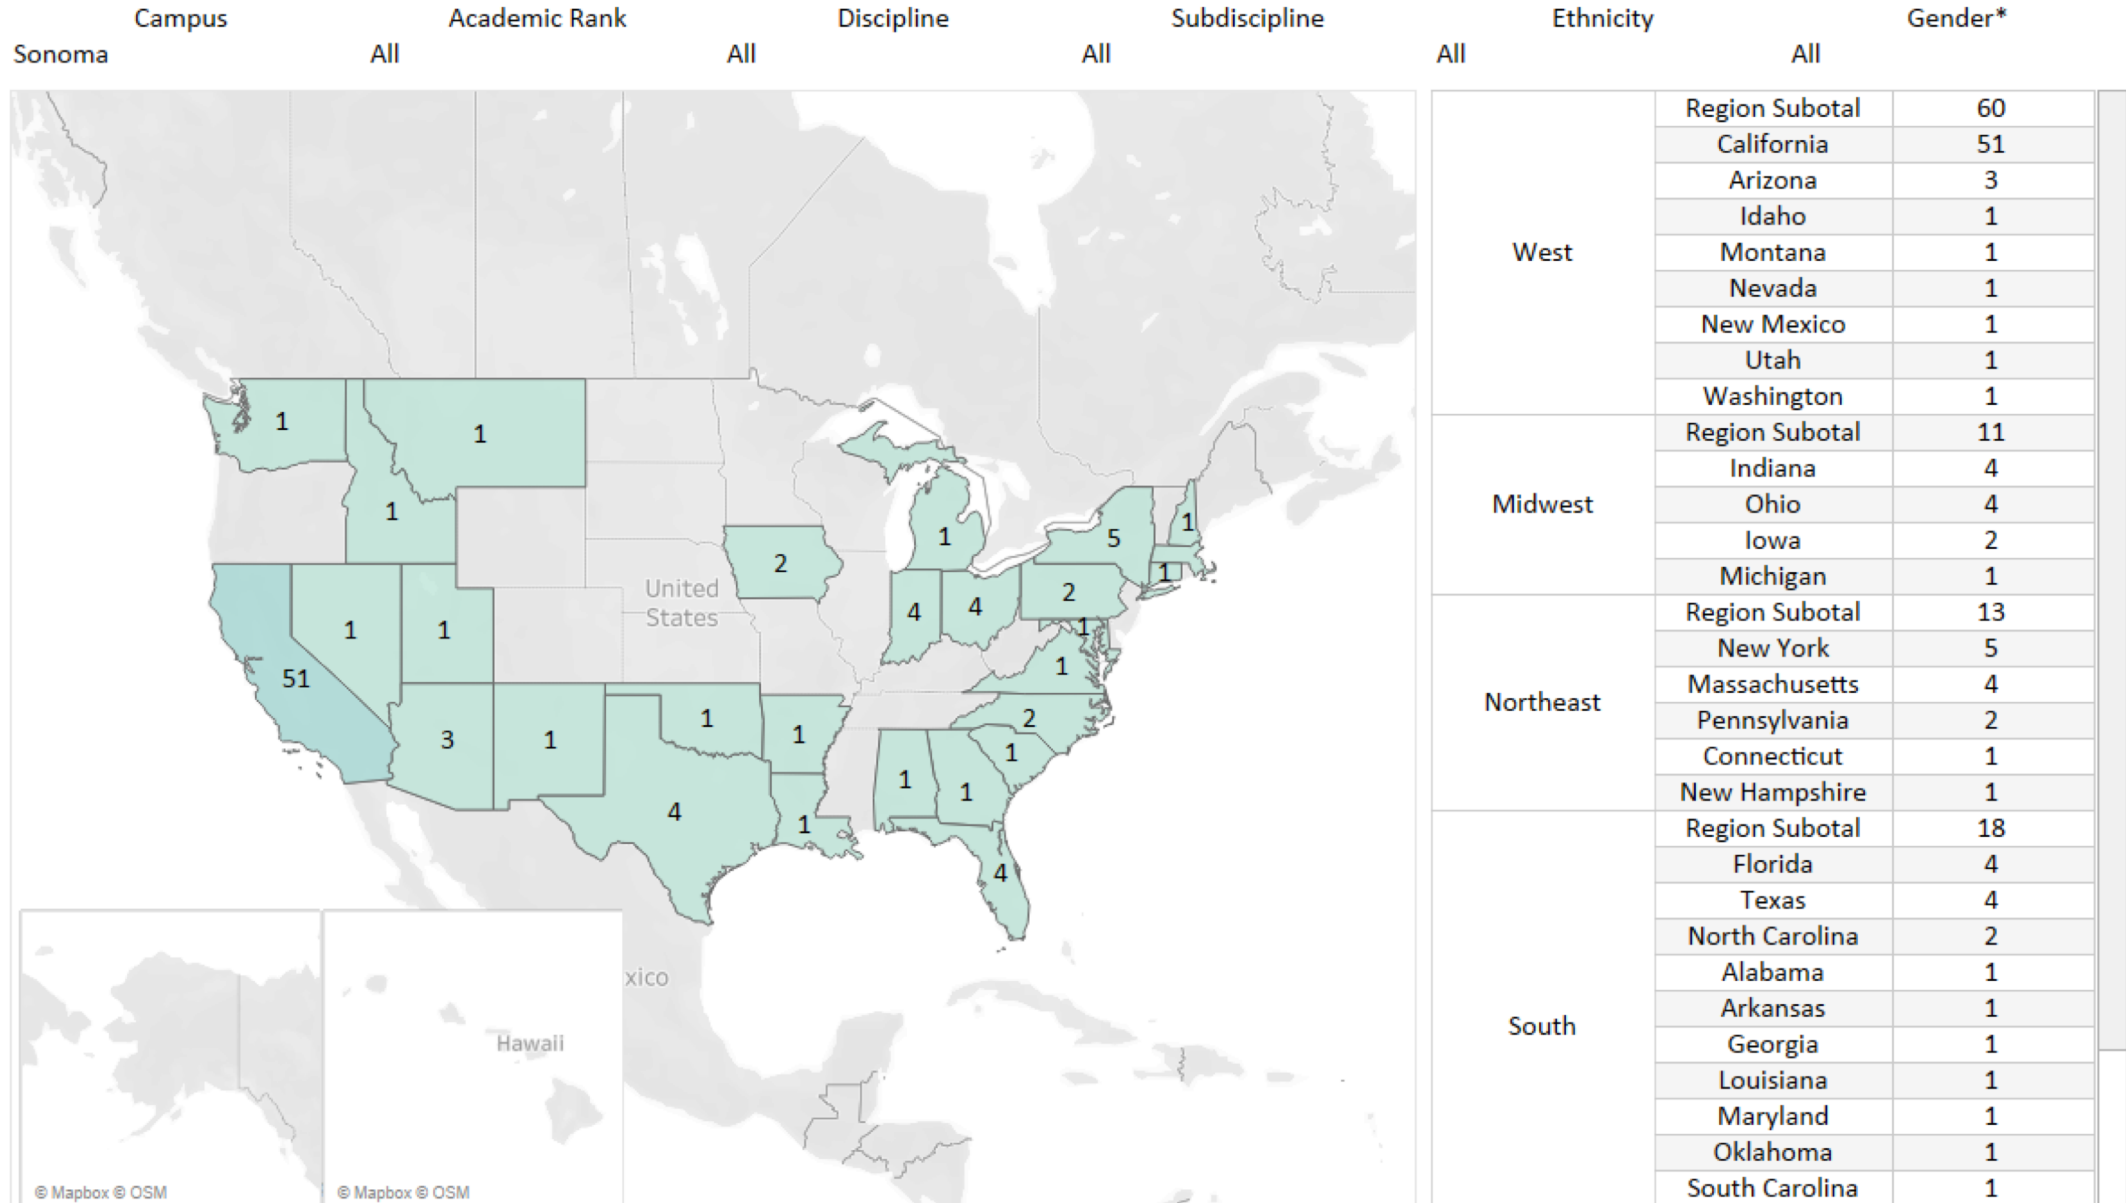 Campus Academic Rank Discipline Subdiscipline Ethnicity Gender*
Sonoma All All All All All
1
1
1
1
1
51
3
1
2
1
4
4
5
1
1
2
1
1
2
1
1
1
1
4
1
1
1
4
United
States
xico
Hawaii
© Mapbox © OSM
© Mapbox © OSM
West
Region Subotal 60
California 51
Arizona 3
Idaho 1
Montana 1
Nevada 1
New Mexico 1
Utah 1
Washington 1
Midwest
Region Subotal 11
Indiana 4
Ohio 4
Iowa 2
Michigan 1
Northeast
Region Subotal 13
New York 5
Massachusetts 4
Pennsylvania 2
Connecticut 1
New Hampshire 1
South
Region Subotal 18
Florida 4
Texas 4
North Carolina 2
Alabama 1
Arkansas 1
Georgia 1
Louisiana 1
Maryland 1
Oklahoma 1
South Carolina 1